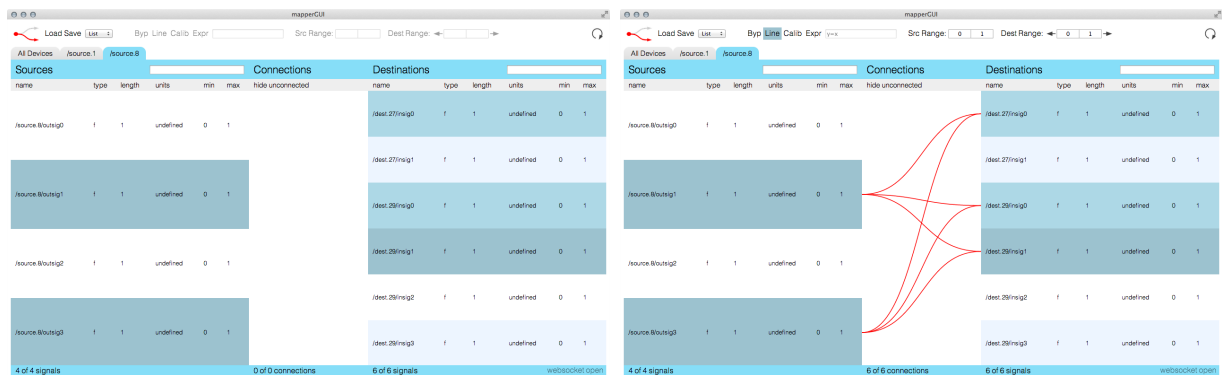 mapperGUI
Load Save List Byp Line Calib Expr Src Range: Dest Range:
All Devices /source.1 /source.8
Sources Connections Destinations
name type length units min max hide unconnected name type length units min max
/dest.27/insig0 f 1 undefined 0 1
/source.8/outsig0 f 1 undefined 0 1
/dest.27/insig1 f 1 undefined 0 1
/source.8/outsig1 f 1 undefined 0 1
/dest.29/insig0 f 1 undefined 0 1
/dest.29/insig1 f 1 undefined 0 1
/source.8/outsig2 f 1 undefined 0 1
/dest.29/insig2 f 1 undefined 0 1
/source.8/outsig3 f 1 undefined 0 1
/dest.29/insig3 f 1 undefined 0 1
4 of 4 signals 0 of 0 connections 6 of 6 signals websocket open
mapperGUI
Load Save List Byp Line Calib Expr y=x Src Range: 0 1 Dest Range: 0 1
All Devices /source.1 /source.8
Sources Connections Destinations
name type length units min max hide unconnected name type length units min max
/dest.27/insig0 f 1 undefined 0 1
/source.8/outsig0 f 1 undefined 0 1
/dest.27/insig1 f 1 undefined 0 1
/source.8/outsig1 f 1 undefined 0 1
/dest.29/insig0 f 1 undefined 0 1
/dest.29/insig1 f 1 undefined 0 1
/source.8/outsig2 f 1 undefined 0 1
/dest.29/insig2 f 1 undefined 0 1
/source.8/outsig3 f 1 undefined 0 1
/dest.29/insig3 f 1 undefined 0 1
4 of 4 signals 6 of 6 connections 6 of 6 signals websocket open